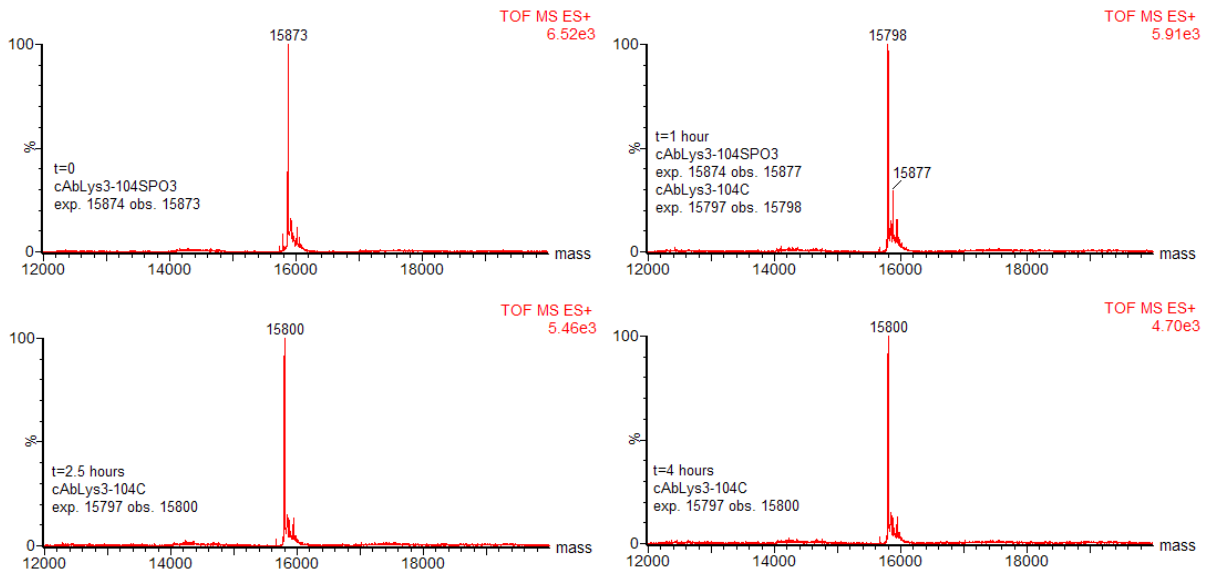 TOF MS ES+
6.52e3
15873
100
%
t=0
cAbLys3-104SPO3
exp. 15874 obs. 15873
0
mass
12000 14000 16000 18000
TOF MS ES+
5.91e3
15798
100
%
t=1 hour
cAbLys3-104SPO3
exp. 15874 obs. 15877
cAbLys3-104C
exp. 15797 obs. 15798
15877
0
mass
12000 14000 16000 18000
TOF MS ES+
5.46e3
15800
100
%
t=2.5 hours
cAbLys3-104C
exp. 15797 obs. 15800
0
mass
12000 14000 16000 18000
TOF MS ES+
4.70e3
15800
100
%
t=4 hours
cAbLys3-104C
exp. 15797 obs. 15800
0
mass
12000 14000 16000 18000